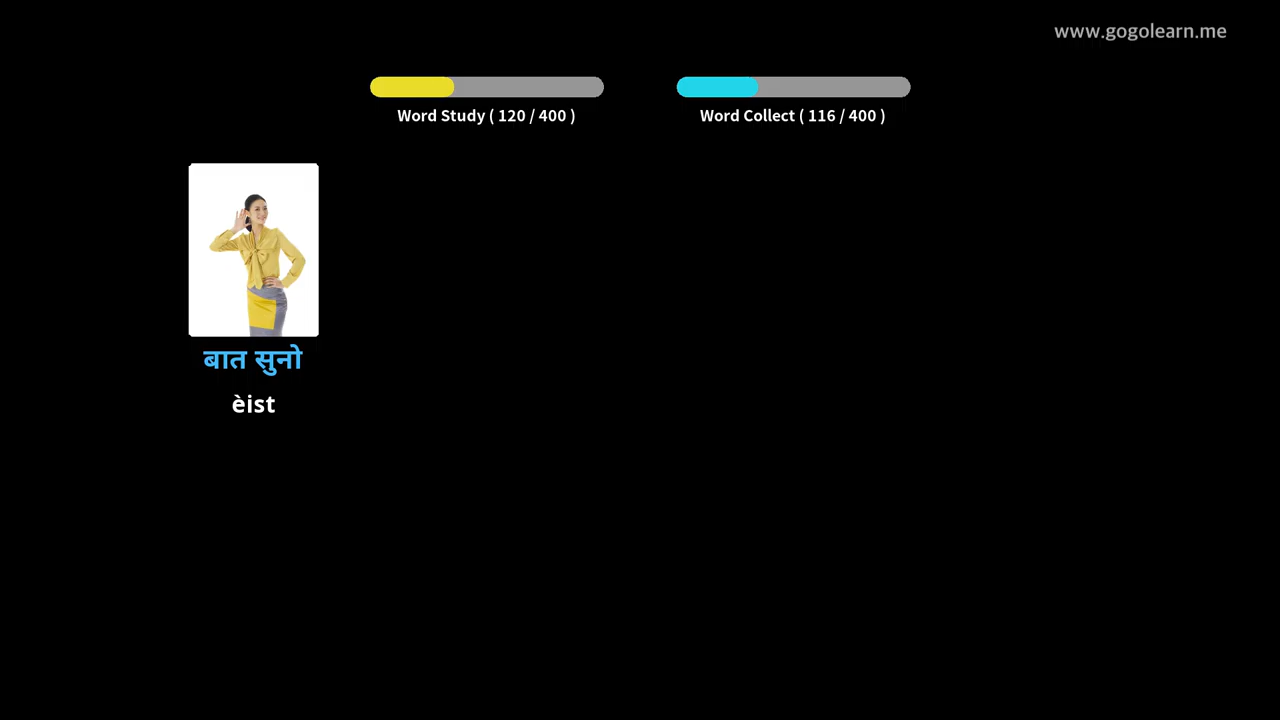 www.gogolearn.me
Word Study ( 120 / 400 )
Word Collect ( 116 / 400 )
बात सुनो
èist